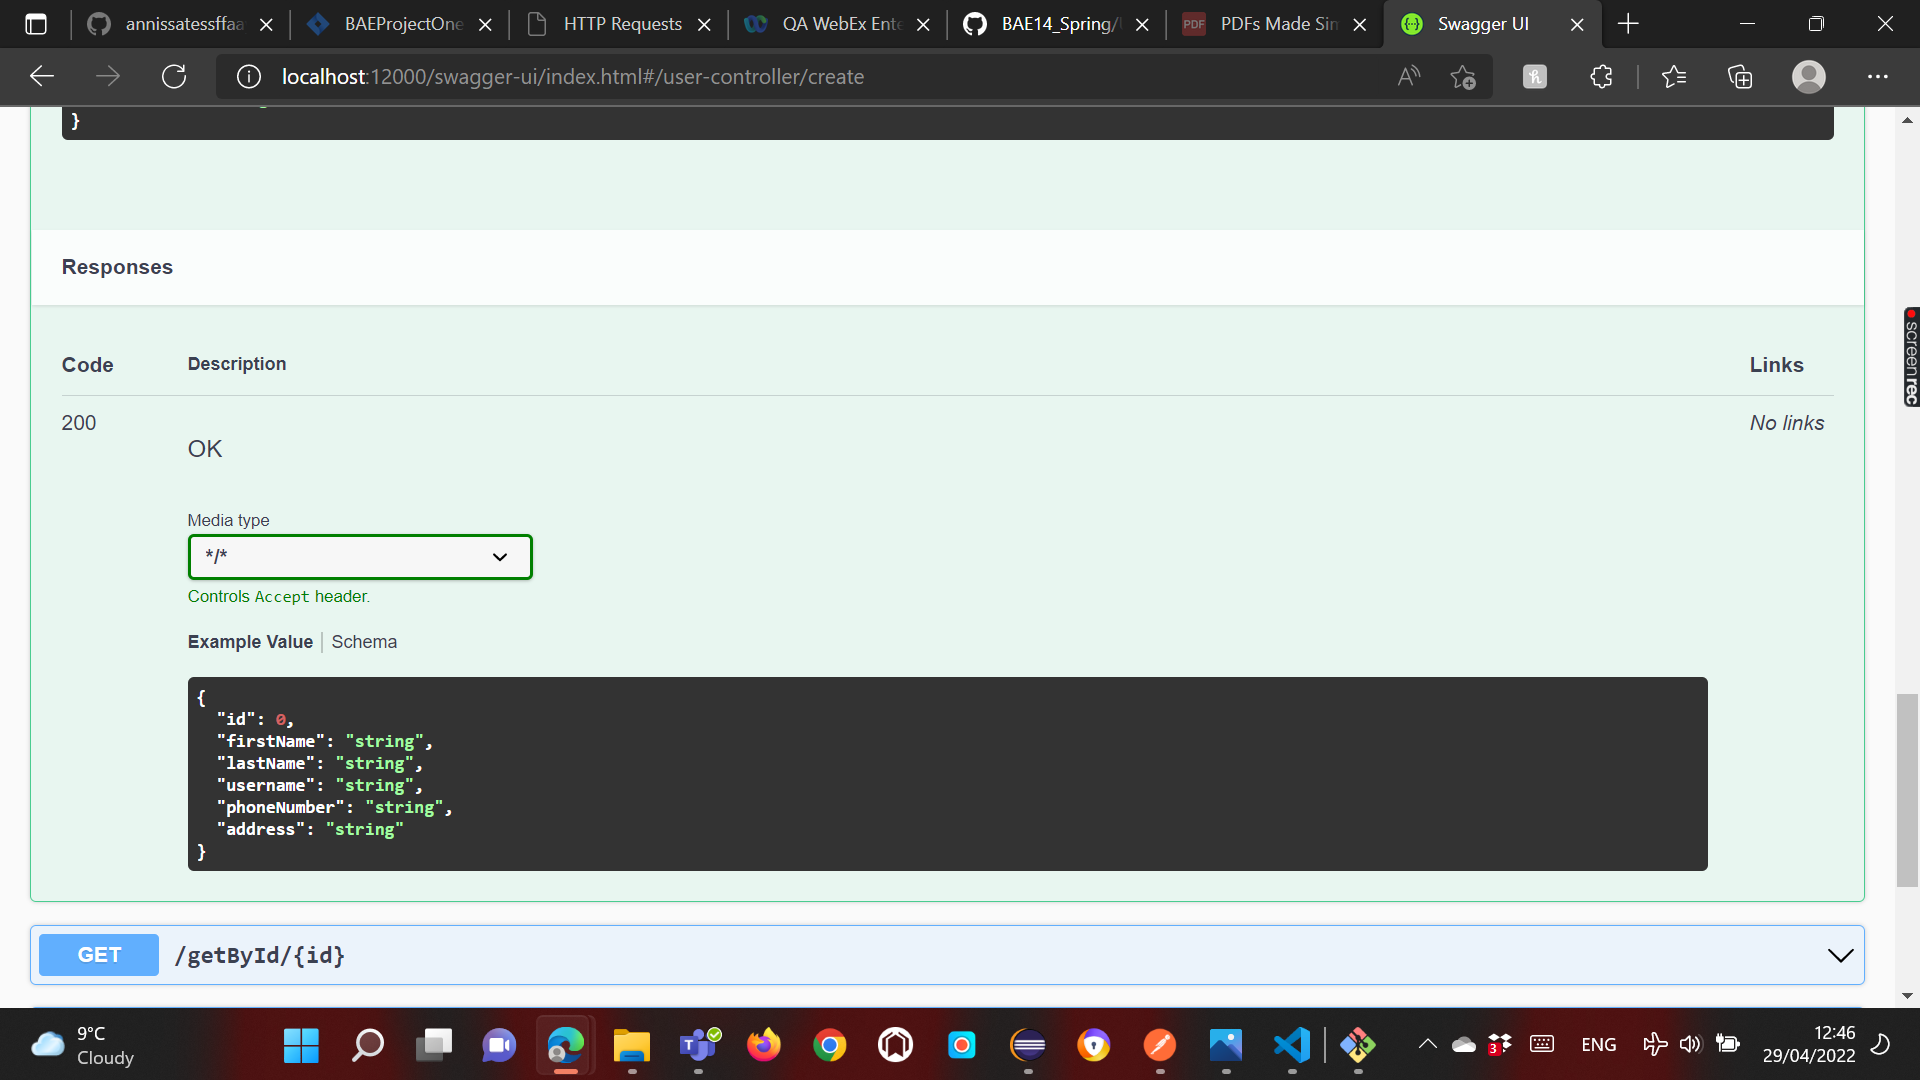 annissatessffaa
BAEProjectOne
HTTP Requests
QA WebEx Ente
BAE14_Spring/
PDF
PDFs Made Sim
Swagger UI
localhost:12000/swagger-ui/index.html#/user-controller/create
}
Responses
Code Description Links
200 No links
OK
Media type
*/*
Controls Accept header.
Example Value | Schema
{
"id": 0,
"firstName": "string",
"lastName": "string",
"username": "string",
"phoneNumber": "string",
"address": "string"
}
GET /getById/{id}
screenrec
9°C
Cloudy
3
ENG
12:46
29/04/2022